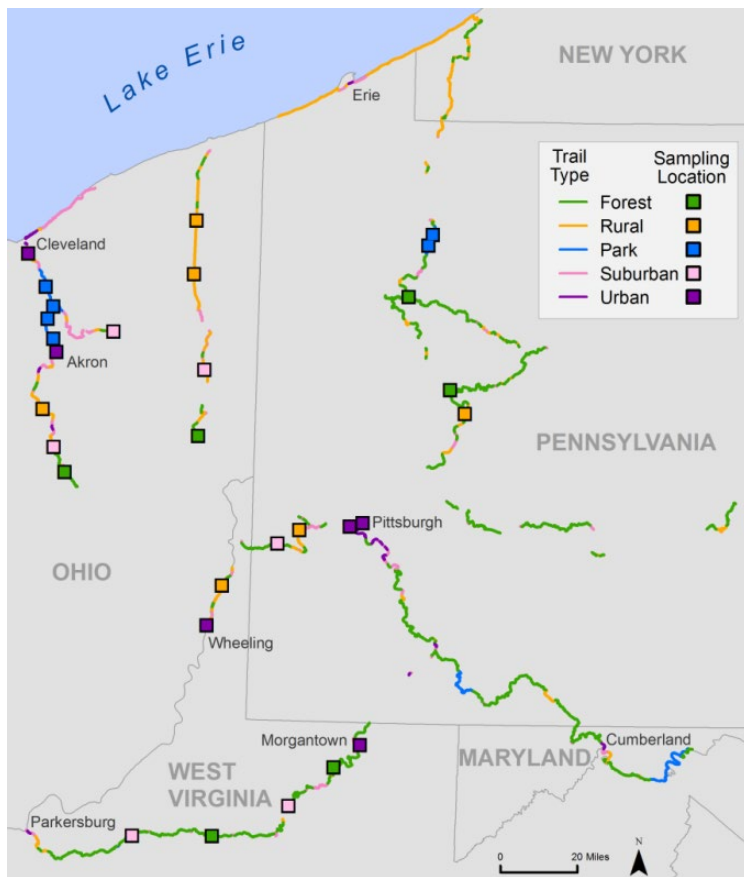 Lake Erie
NEW YORK
Erie
Trail Type
Sampling Location
Forest
Rural
Park
Suburban
Urban
Cleveland
Akron
PENNSYLVANIA
Pittsburgh
OHIO
Wheeling
Morgantown
Cumberland
MARYLAND
WEST
VIRGINIA
Parkersburg
0 20 Miles
N